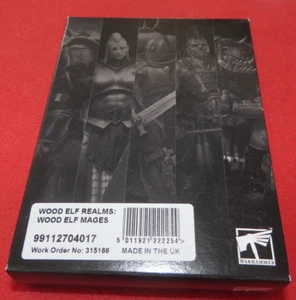 WOOD ELF REALMS:
WOOD ELF MAGES
99112704017
Work Order No: 315166
5 011921 222254
MADE IN THE UK
WARHAMMER